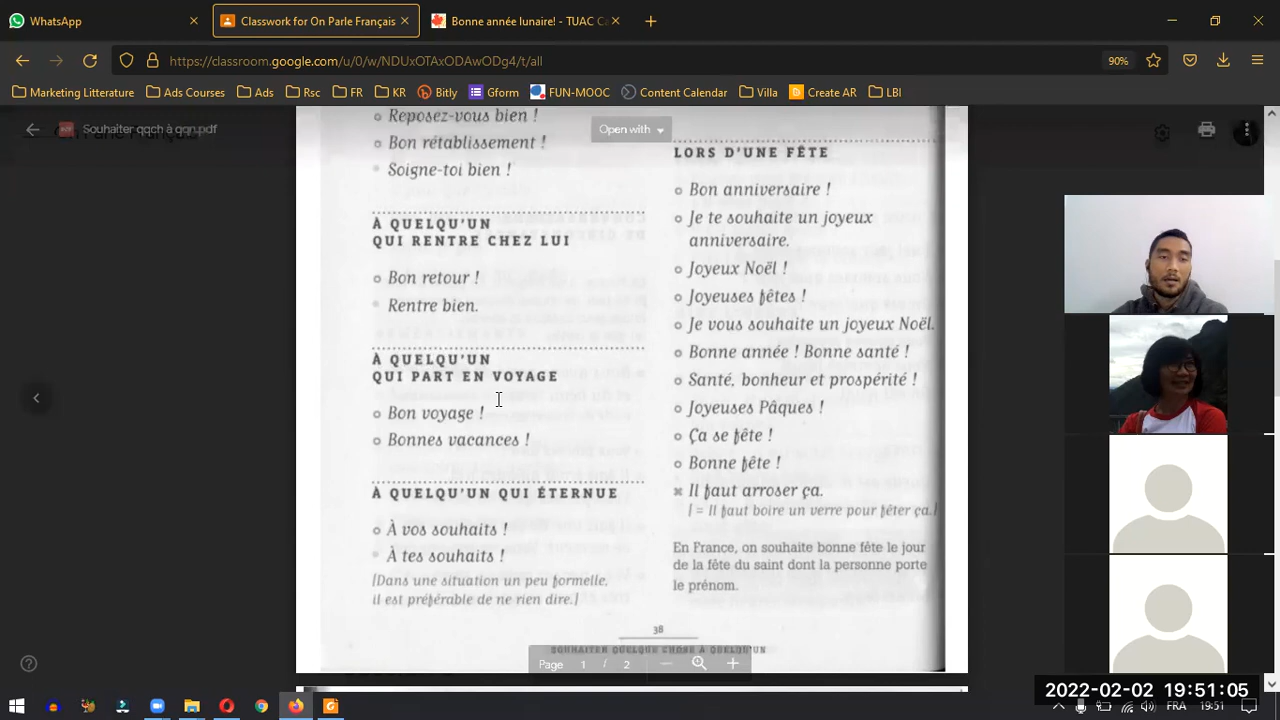 WhatsApp
Classwork for On Parle Français
Bonne année lunaire! - TUAC Ca
https://classroom.google.com/u/0/w/NDUxOTAxODAwODg4/t/all
90%
Marketing Litterature
Ads Courses
Ads
Rsc
FR
KR
Bitly
Gform
FUN-MOOC
Content Calendar
Villa
Create AR
LBI
Souhaiter qqch à qqn.pdf
Open with
Reposez-vous bien !
Bon rétablissement !
Soigne-toi bien !
À QUELQU'UN
QUI RENTRE CHEZ LUI
Bon retour !
Rentre bien.
À QUELQU'UN
QUI PART EN VOYAGE
Bon voyage !
Bonnes vacances !
À QUELQU'UN QUI ÉTERNUE
À vos souhaits !
À tes souhaits !
[Dans une situation un peu formelle,
il est préférable de ne rien dire.]
LORS D'UNE FÊTE
Bon anniversaire !
Je te souhaite un joyeux
anniversaire.
Joyeux Noël !
Joyeuses fêtes !
Je vous souhaite un joyeux Noël.
Bonne année ! Bonne santé !
Santé, bonheur et prospérité !
Joyeuses Pâques !
Ça se fête !
Bonne fête !
Il faut arroser ça.
[ = Il faut boire un verre pour fêter ça.]
En France, on souhaite bonne fête le jour
de la fête du saint dont la personne porte
le prénom.
38
SOUHAITER QUELQUE CHOSE À QUELQU'UN
Page 1 / 2
2022-02-02 19:51:05
FRA
19:51